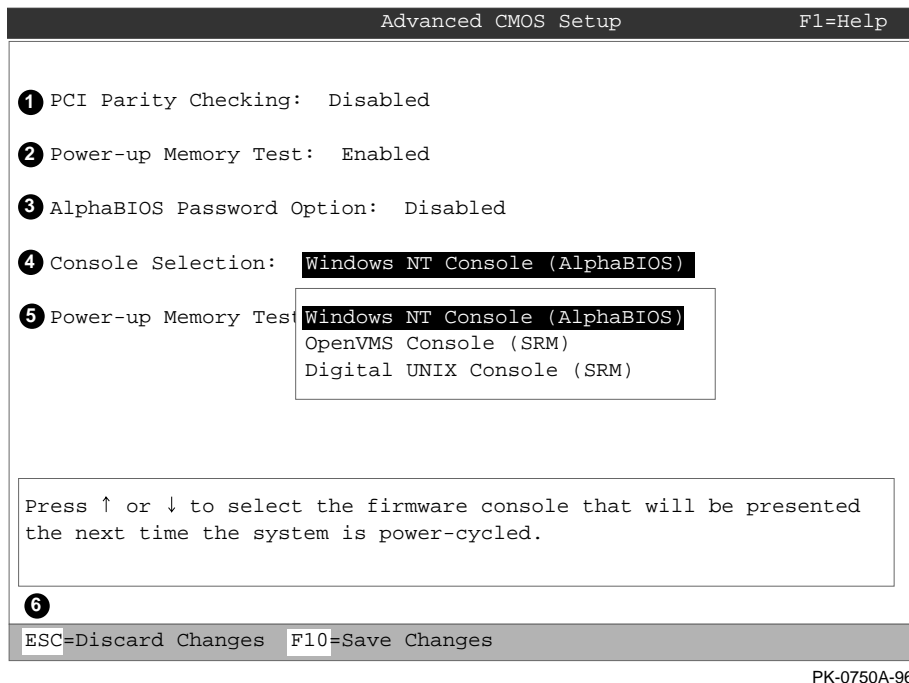 Advanced CMOS Setup F1=Help
1 PCI Parity Checking: Disabled
2 Power-up Memory Test: Enabled
3 AlphaBIOS Password Option: Disabled
4 Console Selection: Windows NT Console (AlphaBIOS)
5 Power-up Memory Test Windows NT Console (AlphaBIOS)
OpenVMS Console (SRM)
Digital UNIX Console (SRM)
Press ↑ or ↓ to select the firmware console that will be presented
the next time the system is power-cycled.
6
ESC=Discard Changes F10=Save Changes
PK-0750A-96